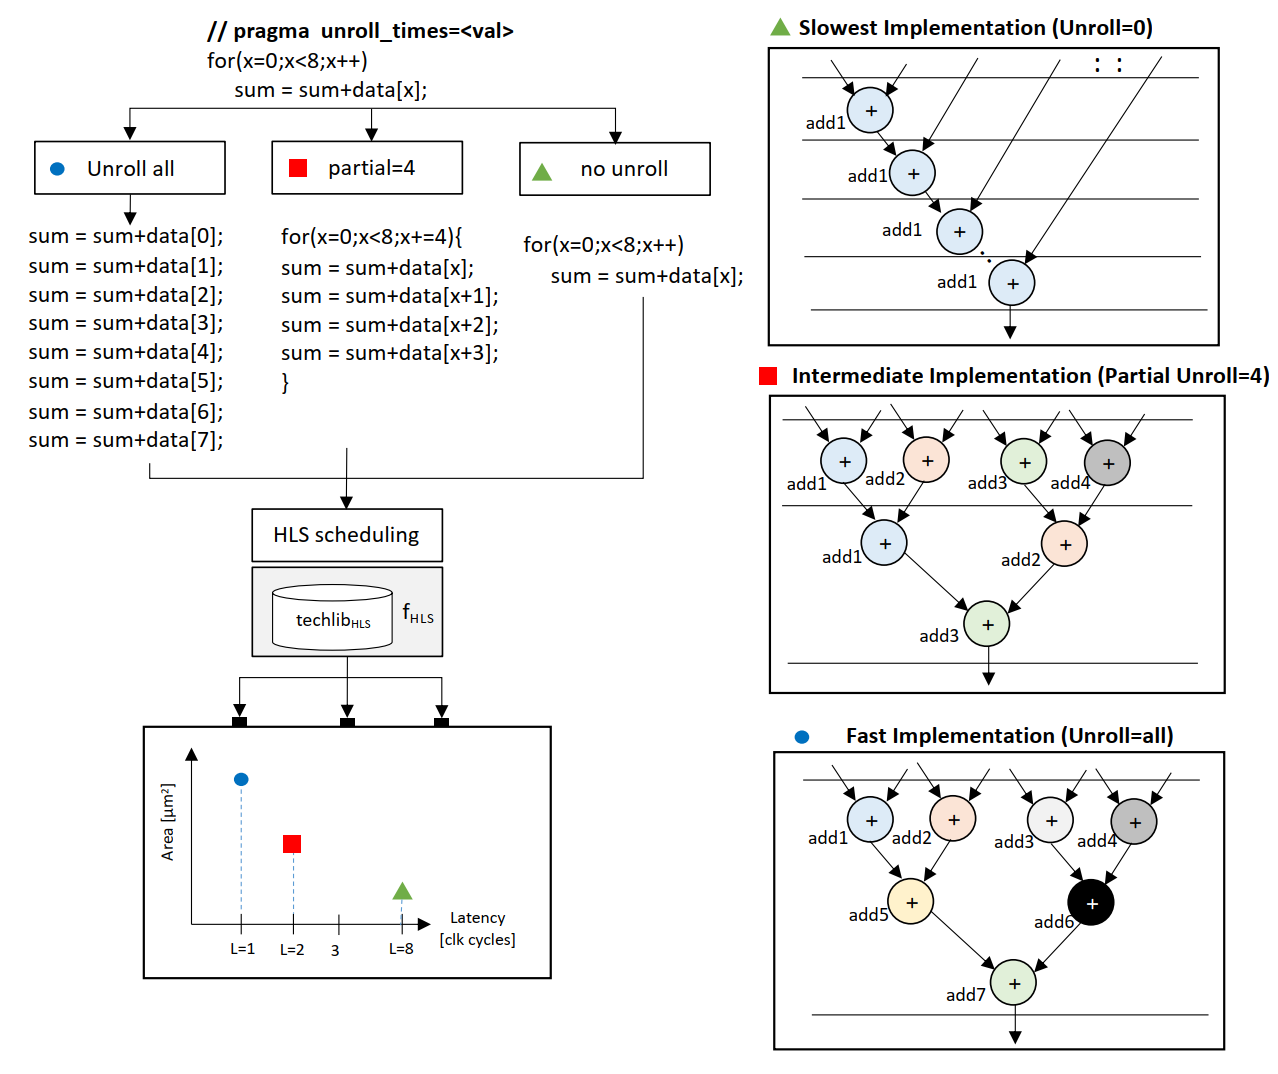 // pragma unroll_times=<val>
for(x=0;x<8;x++)
sum = sum+data[x];
Unroll all
partial=4
no unroll
sum = sum+data[0];
sum = sum+data[1];
sum = sum+data[2];
sum = sum+data[3];
sum = sum+data[4];
sum = sum+data[5];
sum = sum+data[6];
sum = sum+data[7];
for(x=0;x<8;x+=4){
sum = sum+data[x];
sum = sum+data[x+1];
sum = sum+data[x+2];
sum = sum+data[x+3];
}
for(x=0;x<8;x++)
sum = sum+data[x];
HLS scheduling
techlibHLS
fHLS
Area [µm²]
L=1
L=2
3
L=8
Latency
[clk cycles]
Slowest Implementation (Unroll=0)
: :
+
add1
+
add1
+
add1
+
add1
Intermediate Implementation (Partial Unroll=4)
+
+
+
+
add1
add2
add3
add4
+
+
add1
add2
+
add3
Fast Implementation (Unroll=all)
+
+
+
+
add1
add2
add3
add4
+
+
add5
add6
+
add7